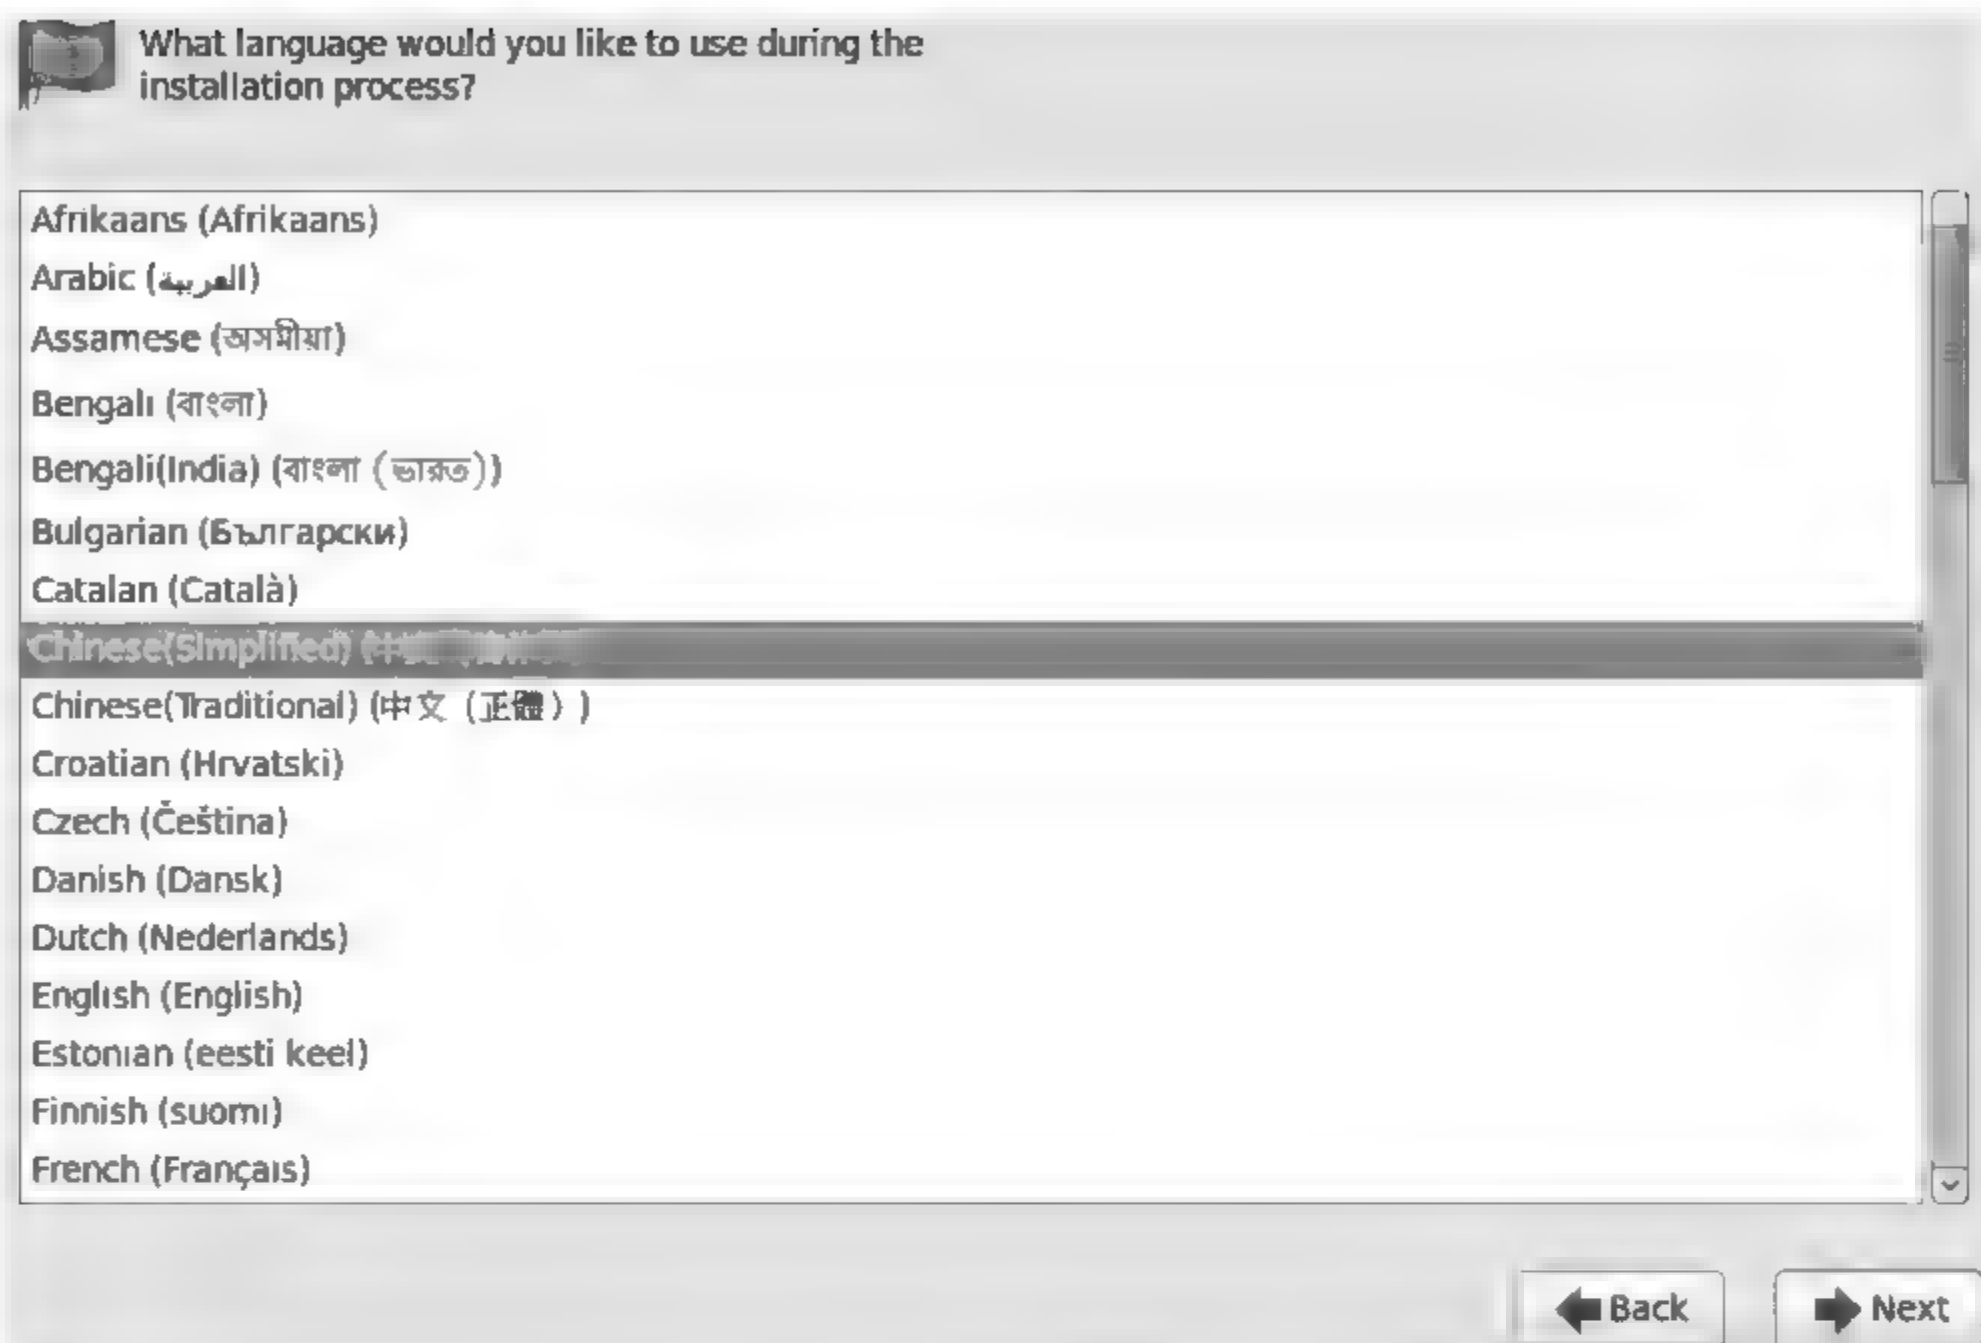 What language would you like to use during the
installation process?
Afrikaans (Afrikaans)
Arabic (العربية)
Assamese (অসমীয়া)
Bengali (বাংলা)
Bengali(India) (বাংলা (ভারত))
Bulgarian (Български)
Catalan (Català)
Chinese(Simplified)
Chinese(Traditional) (中文（正體）)
Croatian (Hrvatski)
Czech (Čeština)
Danish (Dansk)
Dutch (Nederlands)
English (English)
Estonian (eesti keel)
Finnish (suomi)
French (Français)
Back Next